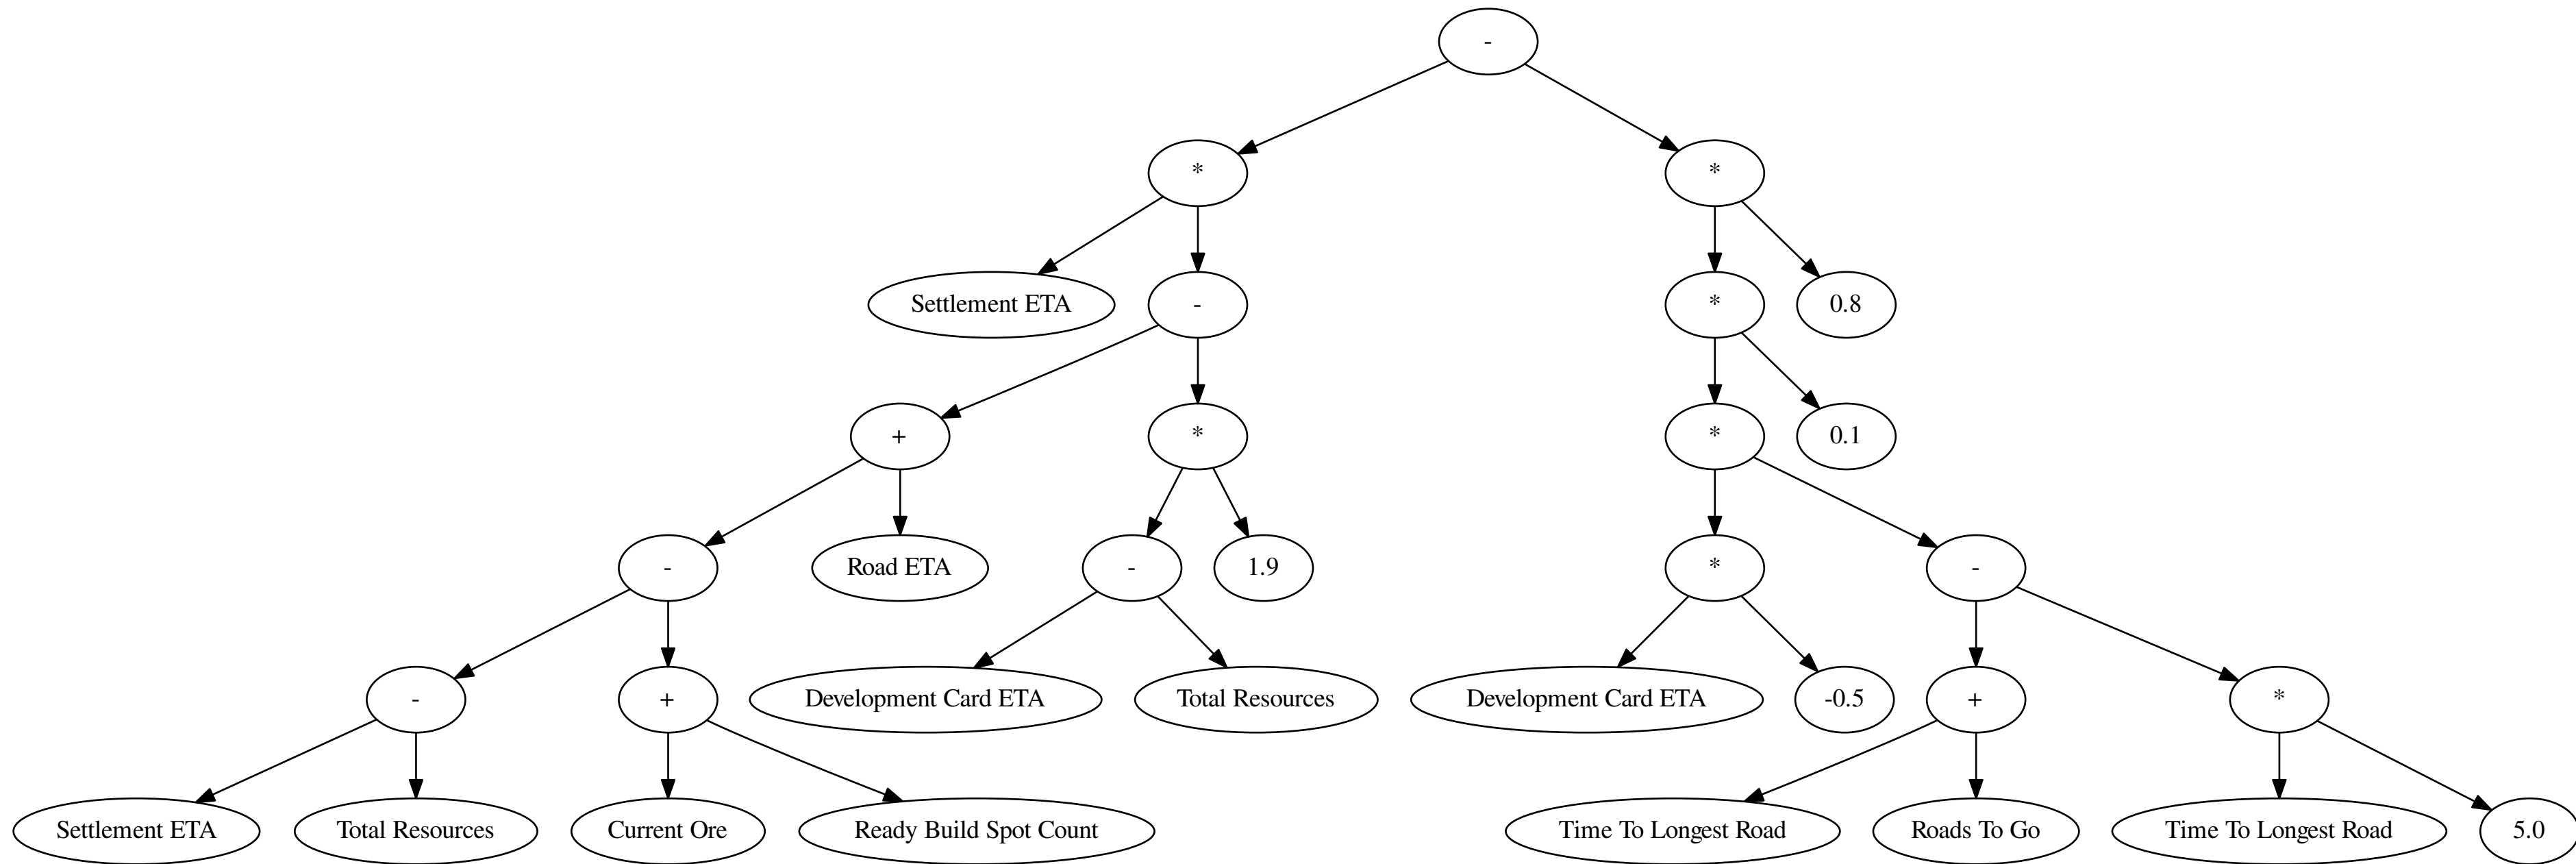 -
*
*
Settlement ETA
-
*
0.8
+
*
*
0.1
-
Road ETA
-
1.9
*
-
-
+
Development Card ETA
Total Resources
Development Card ETA
-0.5
+
*
Settlement ETA
Total Resources
Current Ore
Ready Build Spot Count
Time To Longest Road
Roads To Go
Time To Longest Road
5.0